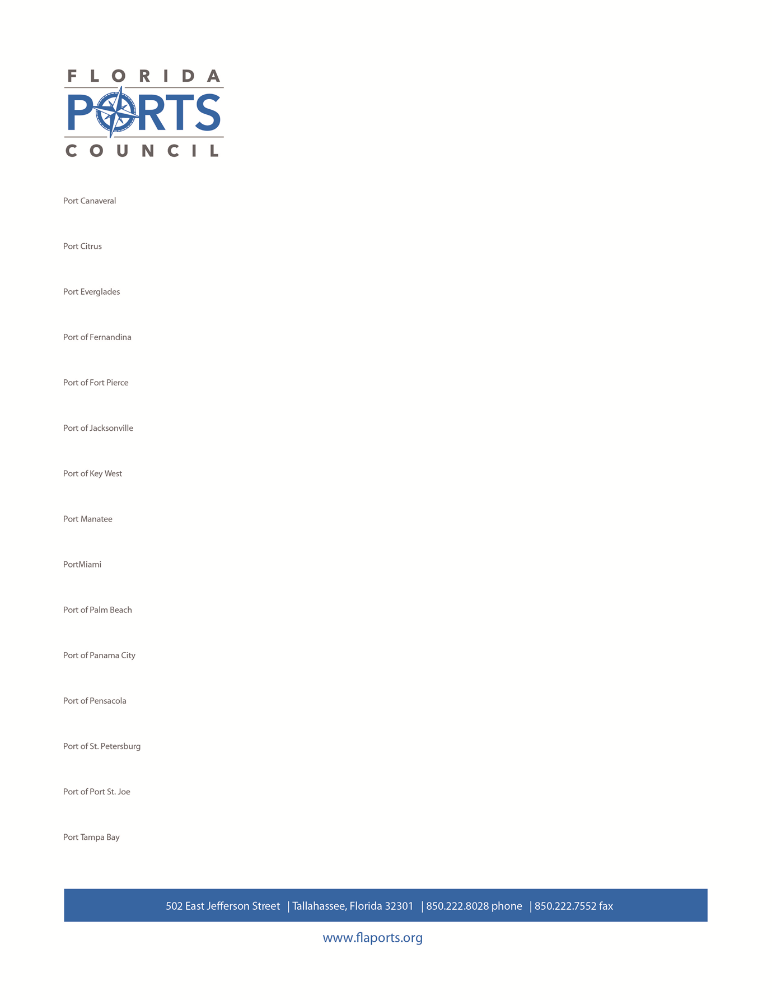 FLORIDA
PORTS
COUNCIL
Port Canaveral
Port Citrus
Port Everglades
Port of Fernandina
Port of Fort Pierce
Port of Jacksonville
Port of Key West
Port Manatee
PortMiami
Port of Palm Beach
Port of Panama City
Port of Pensacola
Port of St. Petersburg
Port of Port St. Joe
Port Tampa Bay
502 East Jefferson Street | Tallahassee, Florida 32301 | 850.222.8028 phone | 850.222.7552 fax
www.flaports.org